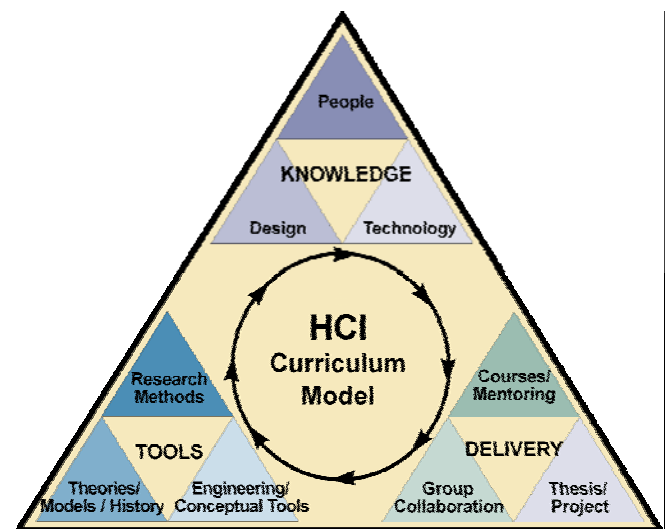 People
KNOWLEDGE
Design
Technology
HCI
Curriculum
Model
Research
Methods
TOOLS
Theories/
Models / History
Engineering/
Conceptual Tools
Courses/
Mentoring
DELIVERY
Group
Collaboration
Thesis/
Project